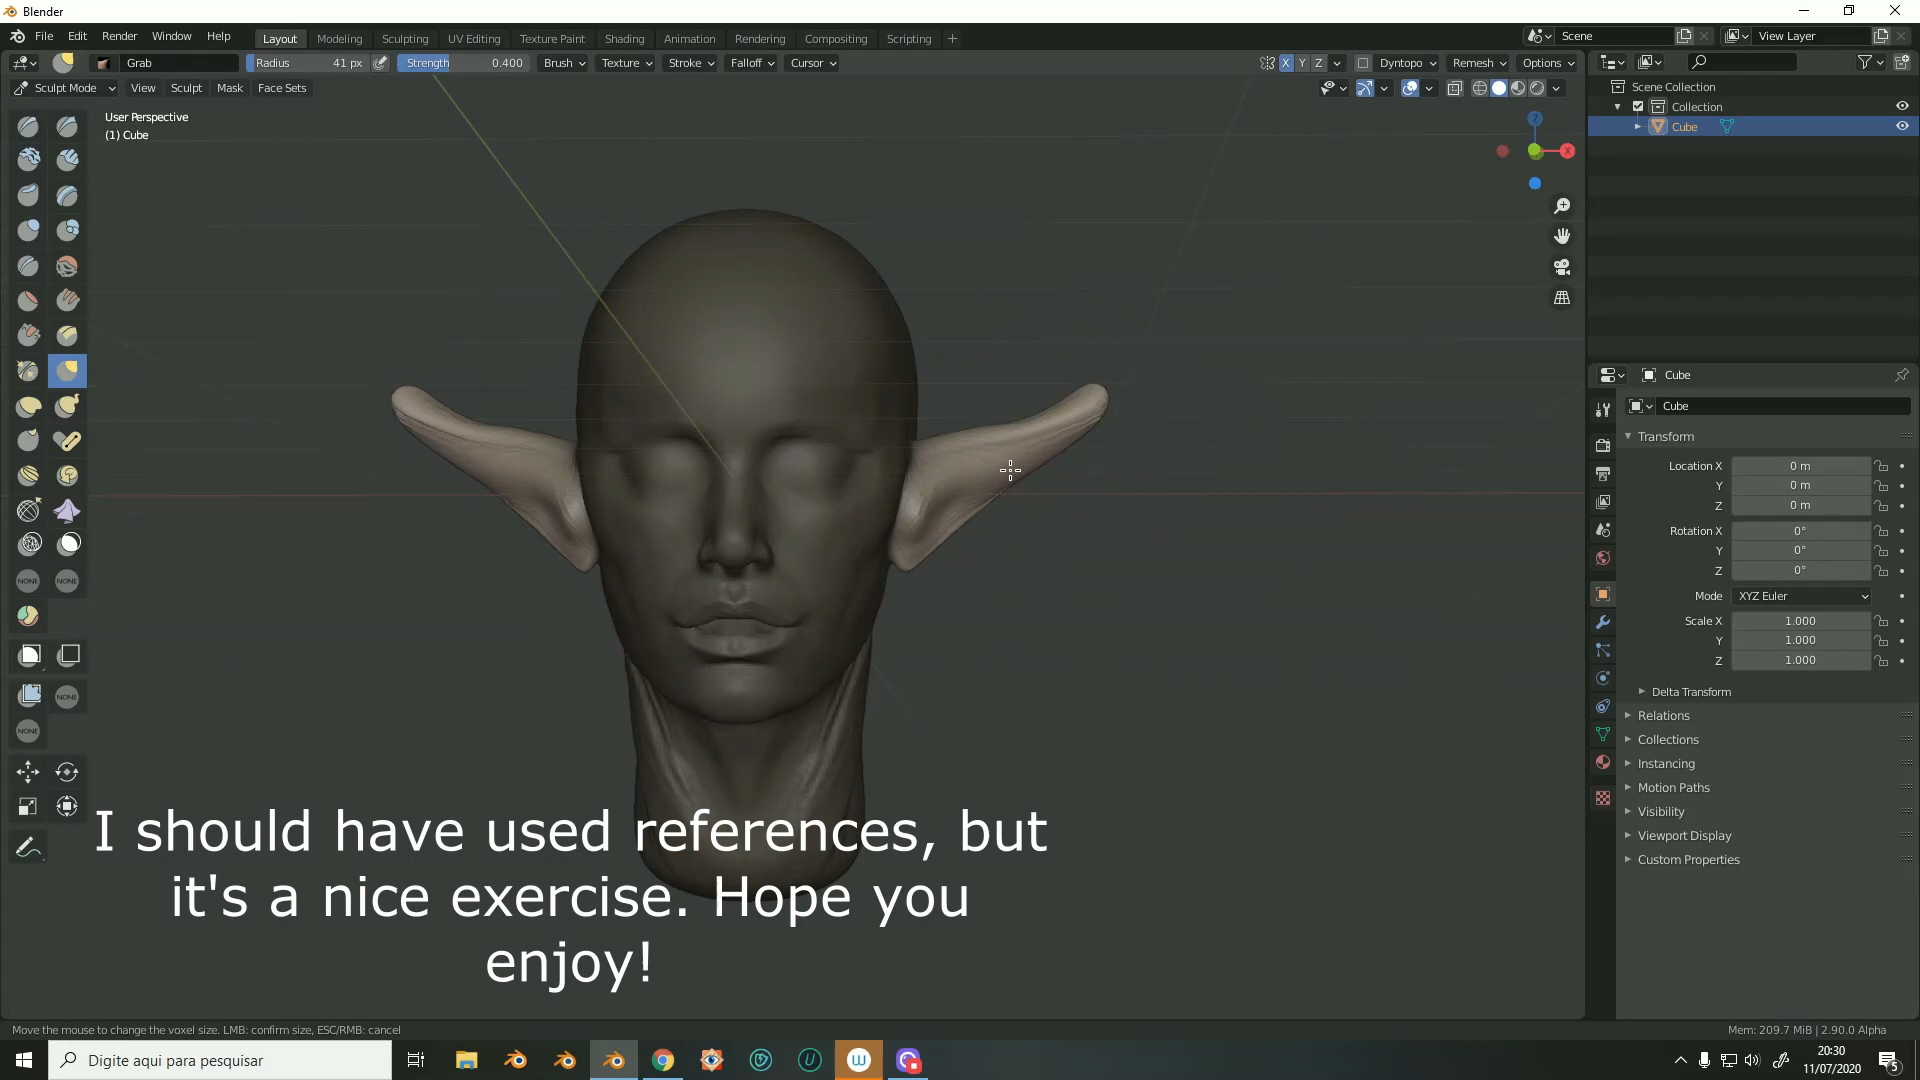 Blender
File Edit Render Window Help
Layout Modeling Sculpting UV Editing Texture Paint Shading Animation Rendering Compositing Scripting +
Scene
View Layer
Grab
Radius 41 px
Strength 0.400
Brush Texture Stroke Falloff Cursor
X Y Z
Dyntopo Remesh Options
Sculpt Mode View Sculpt Mask Face Sets
User Perspective
(1) Cube
Z
X
NONE NONE
NONE
NONE
Scene Collection
Collection
Cube
Cube
Cube
Transform
Location X 0 m
Y 0 m
Z 0 m
Rotation X 0°
Y 0°
Z 0°
Mode XYZ Euler
Scale X 1.000
Y 1.000
Z 1.000
Delta Transform
Relations
Collections
Instancing
Motion Paths
Visibility
Viewport Display
Custom Properties
I should have used references, but
it's a nice exercise. Hope you
enjoy!
Move the mouse to change the voxel size. LMB: confirm size, ESC/RMB: cancel
Mem: 209.7 MiB | 2.90.0 Alpha
Digite aqui para pesquisar
U
W
20:30
11/07/2020
5